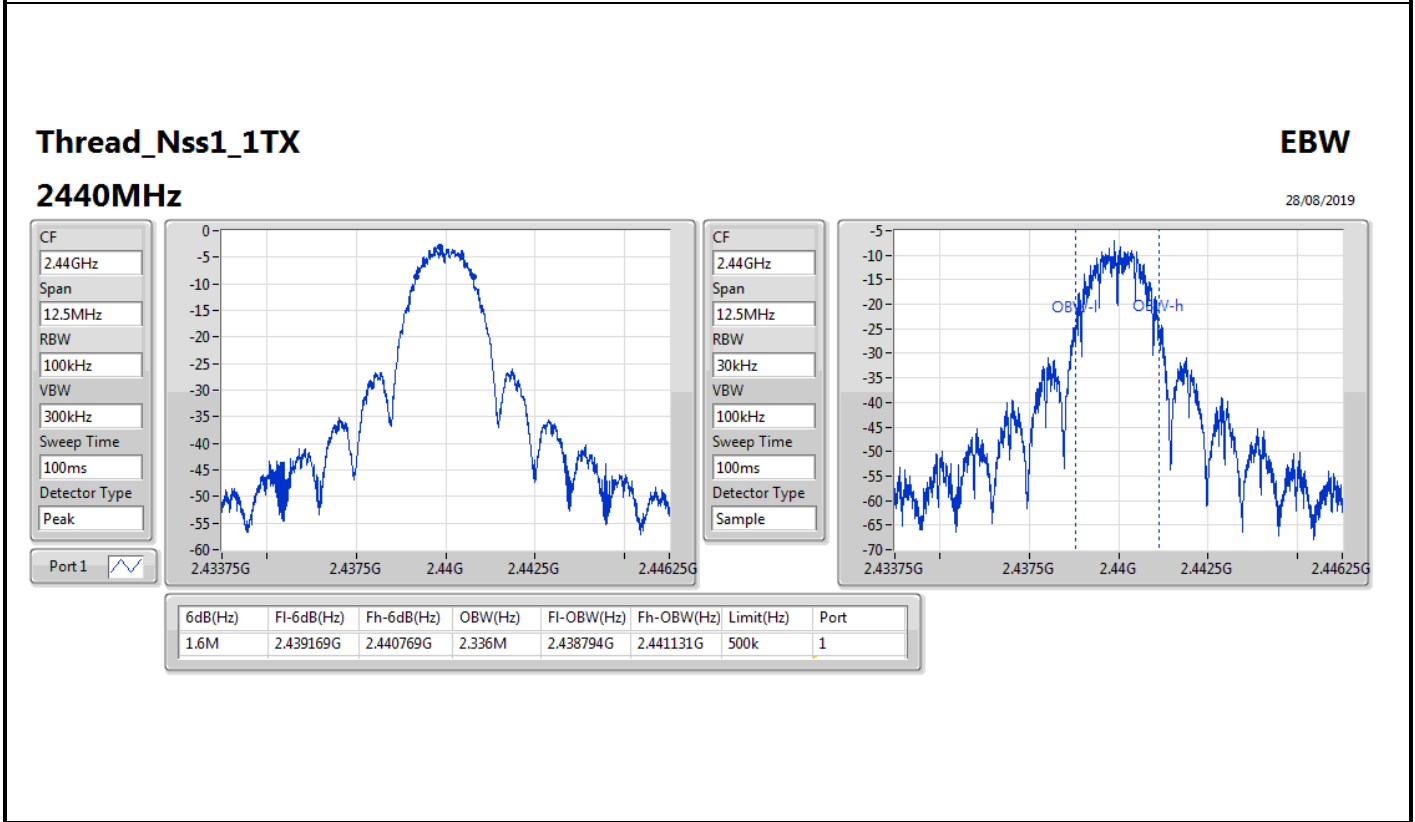 Thread_Nss1_1TX
EBW
2440MHz
28/08/2019
CF
2.44GHz
Span
12.5MHz
RBW
100kHz
VBW
300kHz
Sweep Time
100ms
Detector Type
Peak
Port 1
0
-5
-10
-15
-20
-25
-30
-35
-40
-45
-50
-55
-60
2.43375G 2.4375G 2.44G 2.4425G 2.44625G
CF
2.44GHz
Span
12.5MHz
RBW
30kHz
VBW
100kHz
Sweep Time
100ms
Detector Type
Sample
-5
-10
-15
-20
-25
-30
-35
-40
-45
-50
-55
-60
-65
-70
OBW-l OBW-h
2.43375G 2.4375G 2.44G 2.4425G 2.44625G
6dB(Hz) Fl-6dB(Hz) Fh-6dB(Hz) OBW(Hz) Fl-OBW(Hz) Fh-OBW(Hz) Limit(Hz) Port
1.6M 2.439169G 2.440769G 2.336M 2.438794G 2.441131G 500k 1